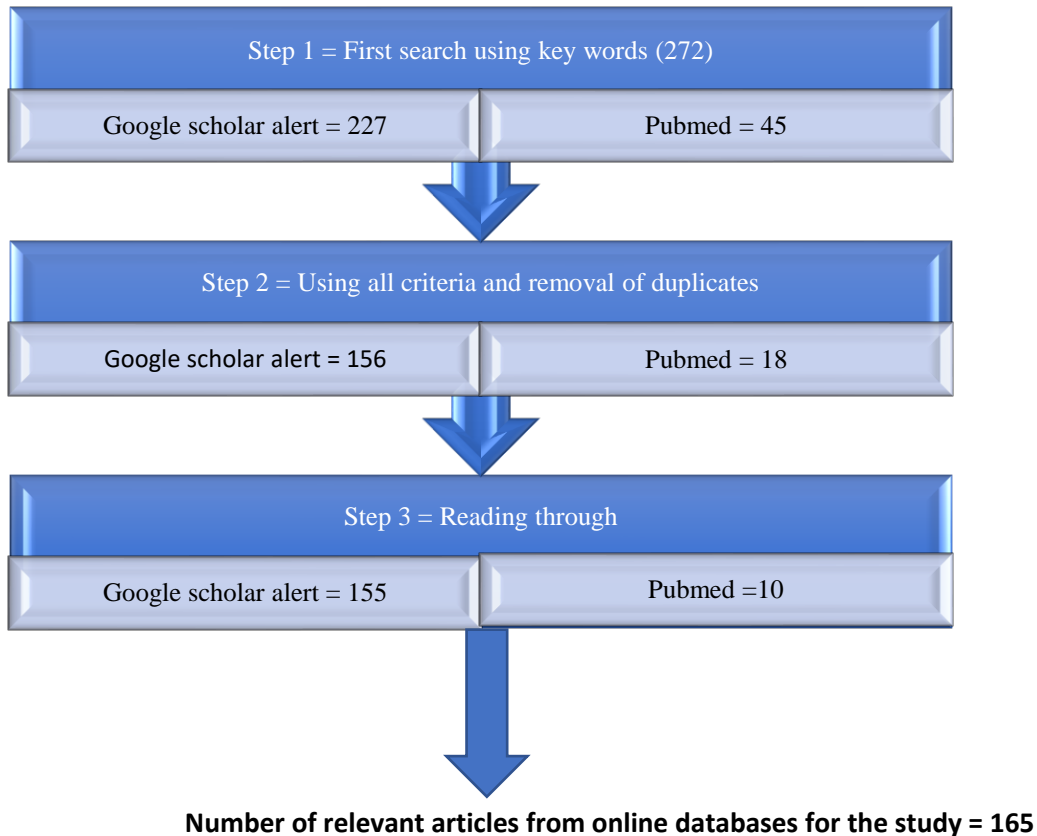 Step 1 = First search using key words (272)
Google scholar alert = 227
Pubmed = 45
Step 2 = Using all criteria and removal of duplicates
Google scholar alert = 156
Pubmed = 18
Step 3 = Reading through
Google scholar alert = 155
Pubmed =10
Number of relevant articles from online databases for the study = 165